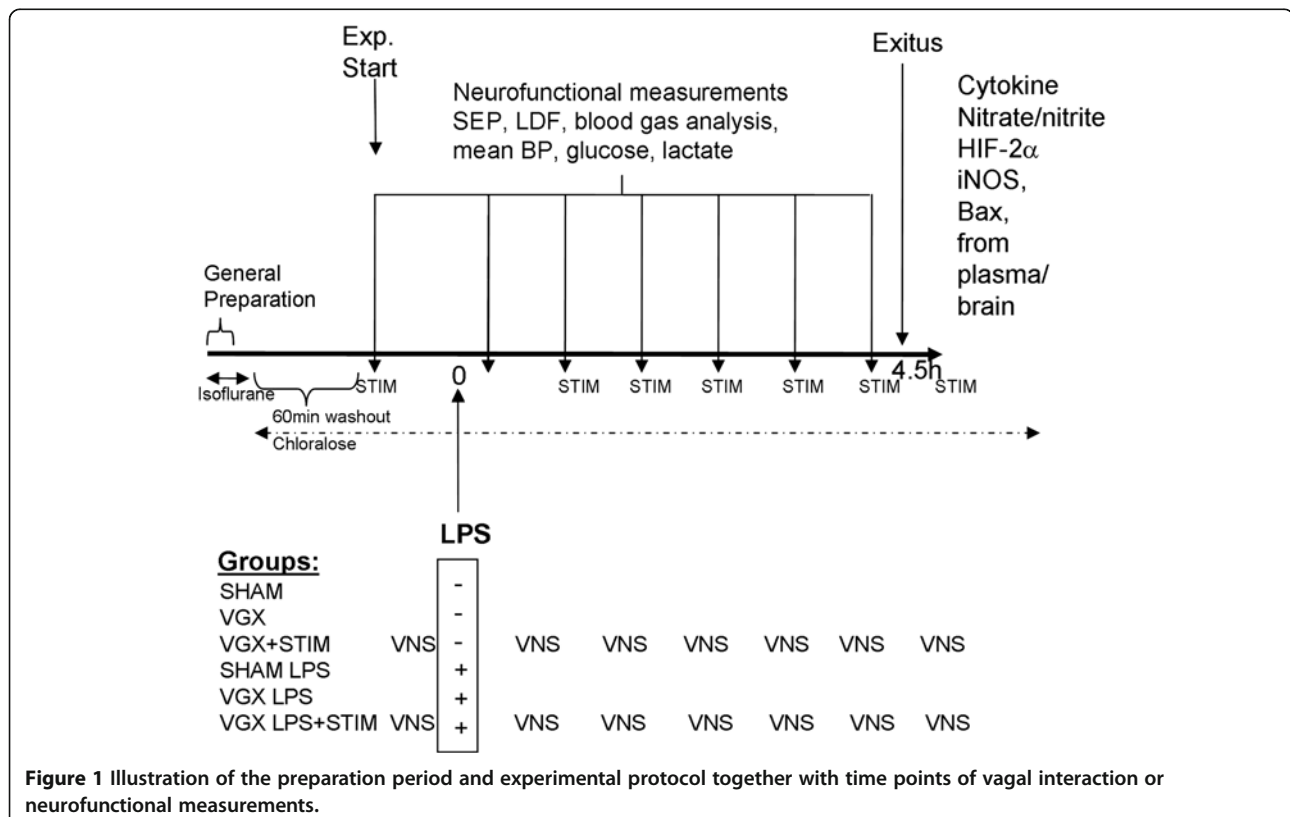 Exp.
Start
Exitus
Neurofunctional measurements
SEP, LDF, blood gas analysis,
mean BP, glucose, lactate
Cytokine
Nitrate/nitrite
HIF-2α
iNOS,
Bax,
from
plasma/
brain
General
Preparation
Isoflurane
60min washout
Chloralose
STIM
0
STIM
STIM
STIM
STIM
STIM
4.5h
STIM
LPS
Groups:
SHAM -
VGX -
VGX+STIM VNS - VNS VNS VNS VNS VNS VNS
SHAM LPS +
VGX LPS +
VGX LPS+STIM VNS + VNS VNS VNS VNS VNS VNS
Figure 1 Illustration of the preparation period and experimental protocol together with time points of vagal interaction or
neurofunctional measurements.